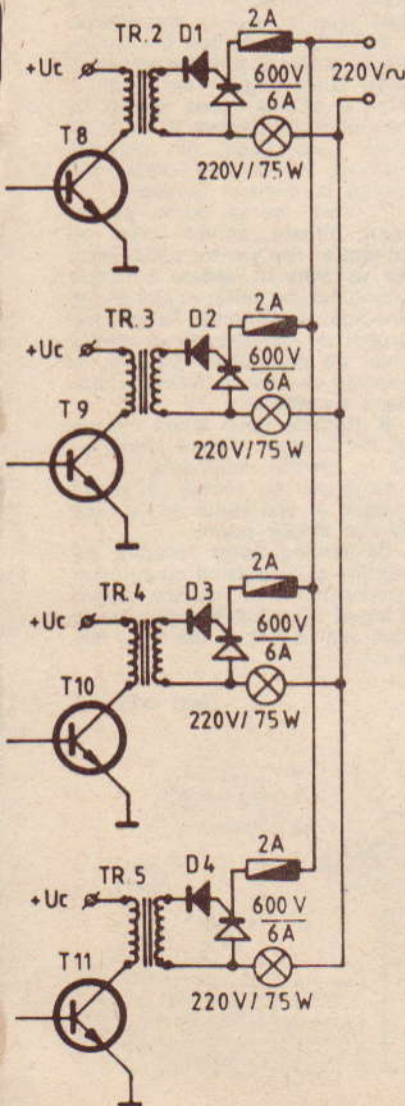 2A
TR.2 D1
+Uc
600V
6A
220V~
T8
220V/75W
2A
TR.3 D2
+Uc
600V
6A
T9
220V/75W
2A
TR.4 D3
+Uc
600V
6A
T10
220V/75W
2A
TR.5 D4
+Uc
600V
6A
T11
220V/75W